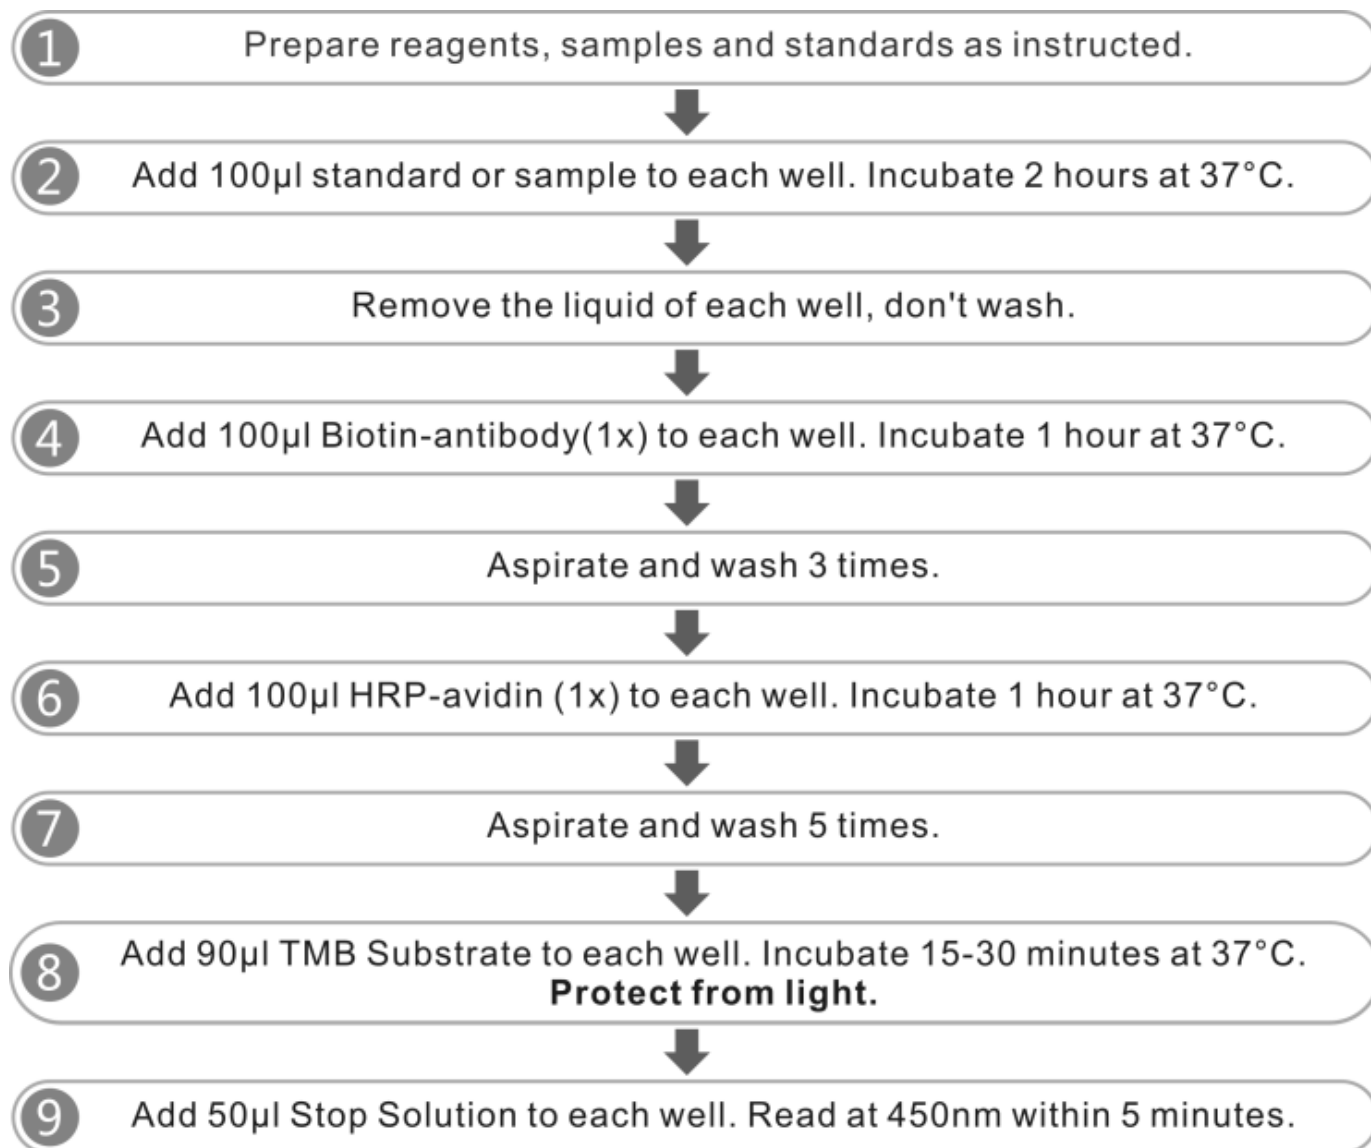 1 Prepare reagents, samples and standards as instructed.
2 Add 100µl standard or sample to each well. Incubate 2 hours at 37°C.
3 Remove the liquid of each well, don't wash.
4 Add 100µl Biotin-antibody(1x) to each well. Incubate 1 hour at 37°C.
5 Aspirate and wash 3 times.
6 Add 100µl HRP-avidin (1x) to each well. Incubate 1 hour at 37°C.
7 Aspirate and wash 5 times.
8 Add 90µl TMB Substrate to each well. Incubate 15-30 minutes at 37°C.
Protect from light.
9 Add 50µl Stop Solution to each well. Read at 450nm within 5 minutes.